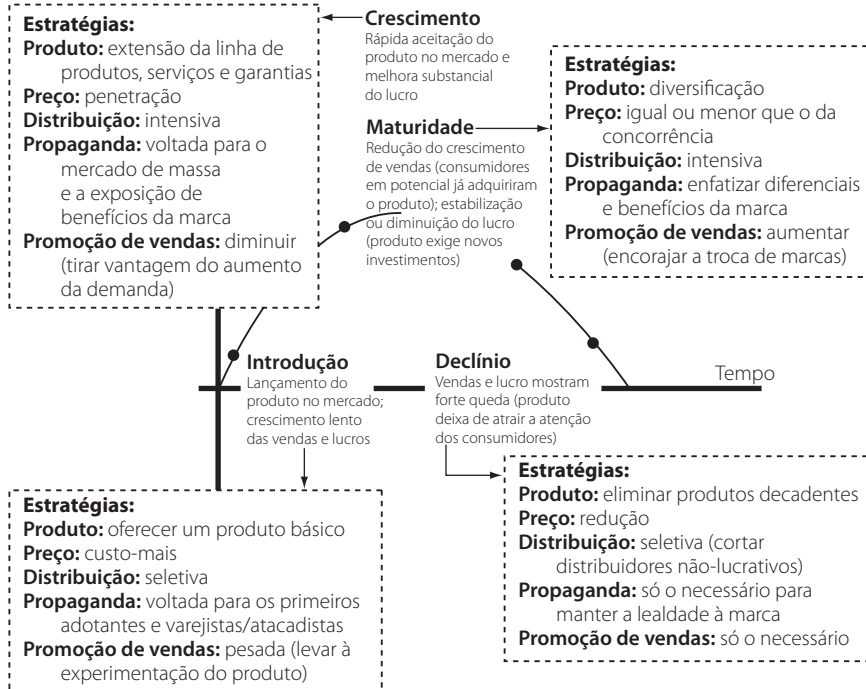 Estratégias:
Produto: extensão da linha de
produtos, serviços e garantias
Preço: penetração
Distribuição: intensiva
Propaganda: voltada para o
mercado de massa
e a exposição de
benefícios da marca
Promoção de vendas: diminuir
(tirar vantagem do aumento
da demanda)
Crescimento
Rápida aceitação do
produto no mercado e
melhora substancial
do lucro
Maturidade
Redução do crescimento
de vendas (consumidores
em potencial já adquiriram
o produto); estabilização
ou diminuição do lucro
(produto exige novos
investimentos)
Estratégias:
Produto: diversificação
Preço: igual ou menor que o da
concorrência
Distribuição: intensiva
Propaganda: enfatizar diferenciais
e benefícios da marca
Promoção de vendas: aumentar
(encorajar a troca de marcas)
Introdução
Lançamento do
produto no mercado;
crescimento lento
das vendas e lucros
Declínio
Vendas e lucro mostram
forte queda (produto
deixa de atrair a atenção
dos consumidores)
Tempo
Estratégias:
Produto: oferecer um produto básico
Preço: custo-mais
Distribuição: seletiva
Propaganda: voltada para os primeiros
adotantes e varejistas/atacadistas
Promoção de vendas: pesada (levar à
experimentação do produto)
Estratégias:
Produto: eliminar produtos decadentes
Preço: redução
Distribuição: seletiva (cortar
distribuidores não-lucrativos)
Propaganda: só o necessário para
manter a lealdade à marca
Promoção de vendas: só o necessário